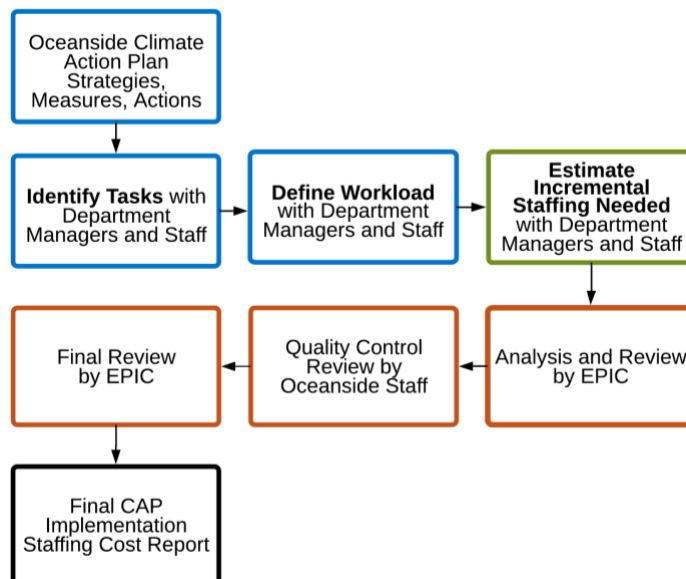 Oceanside Climate
Action Plan
Strategies,
Measures, Actions
Identify Tasks with
Department
Managers and Staff
Define Workload
with Department
Managers and Staff
Estimate
Incremental
Staffing Needed
with Department
Managers and Staff
Analysis and Review
by EPIC
Quality Control
Review by
Oceanside Staff
Final Review
by EPIC
Final CAP
Implementation
Staffing Cost Report